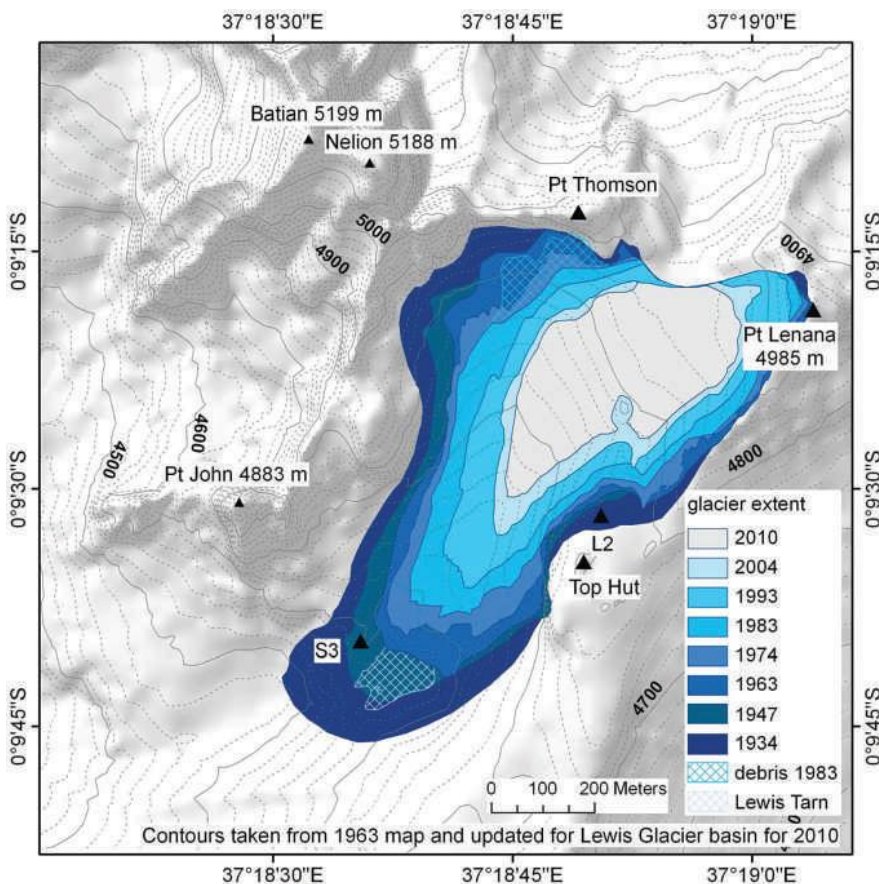 37°18'30"E 37°18'45"E 37°19'0"E
Batian 5199 m
Nelion 5188 m
Pt Thomson
5000
4900
4900
0°9'15"S 0°9'15"S
Pt Lenana
4985 m
4600
4500
4800
Pt John 4883 m
0°9'30"S 0°9'30"S
L2
Top Hut
S3
4700
0°9'45"S 0°9'45"S
glacier extent
2010
2004
1993
1983
1974
1963
1947
1934
debris 1983
Lewis Tarn
0 100 200 Meters
Contours taken from 1963 map and updated for Lewis Glacier basin for 2010
37°18'30"E 37°18'45"E 37°19'0"E